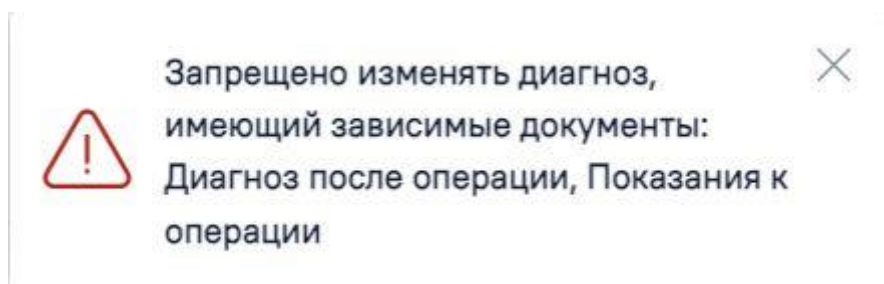 Запрещено изменять диагноз,
имеющий зависимые документы:
Диагноз после операции, Показания к
операции